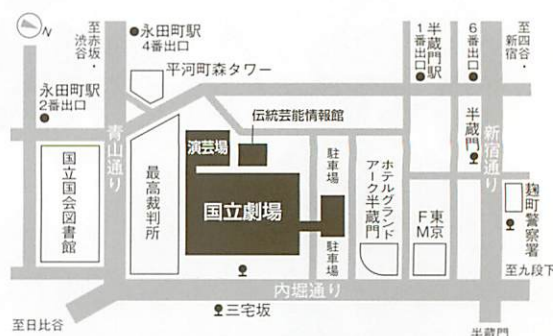 N
至赤坂・渋谷
永田町駅
4番出口
平河町森タワー
半蔵門駅
1番出口
6番出口
至四谷・新宿
永田町駅
2番出口
青山通り
伝統芸能情報館
演芸場
半蔵門
新宿通り
国立国会図書館
最高裁判所
国立劇場
駐車場
駐車場
ホテルグランド
アーク半蔵門
東京
FM
麹町警察署
至九段下
内堀通り
三宅坂
至日比谷
半蔵門